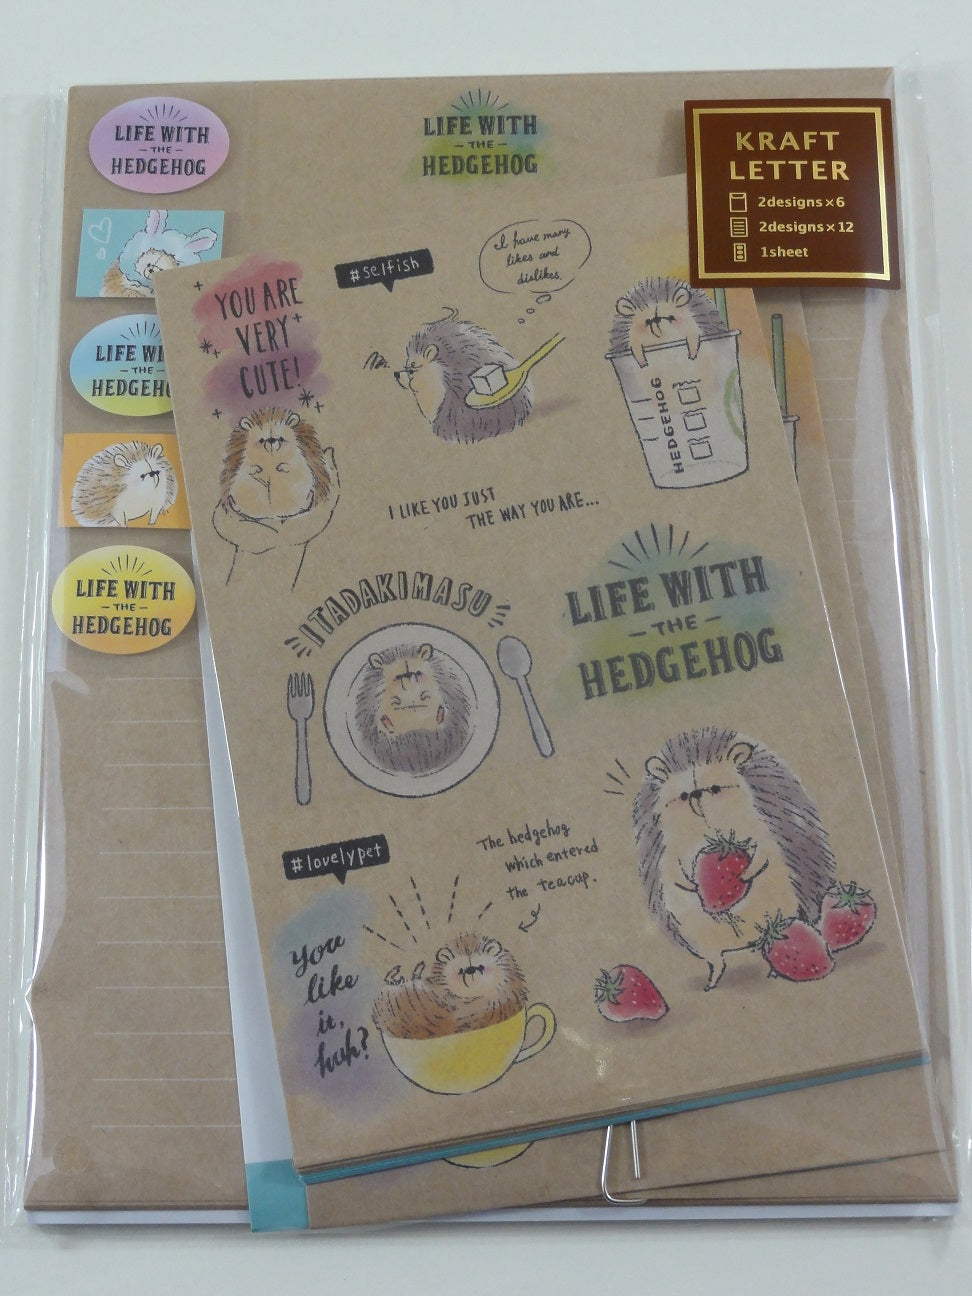 LIFE WITH
- THE -
HEDGEHOG
LIFE WITH
- THE -
HEDGEHOG
KRAFT
LETTER
2designs×6
2designs×12
1sheet
LIFE WI
HEDGEHO
LIFE WITH
- THE -
HEDGEHOG
YOU ARE
VERY
CUTE!
#selfish
I have many
likes and
dislikes.
HEDGEHOG
I LIKE YOU JUST
THE WAY YOU ARE...
ITADAKIMASU
LIFE WITH
- THE -
HEDGEHOG
#lovelypet
The hedgehog
which entered
the teacup.
You
like
it,
huh?